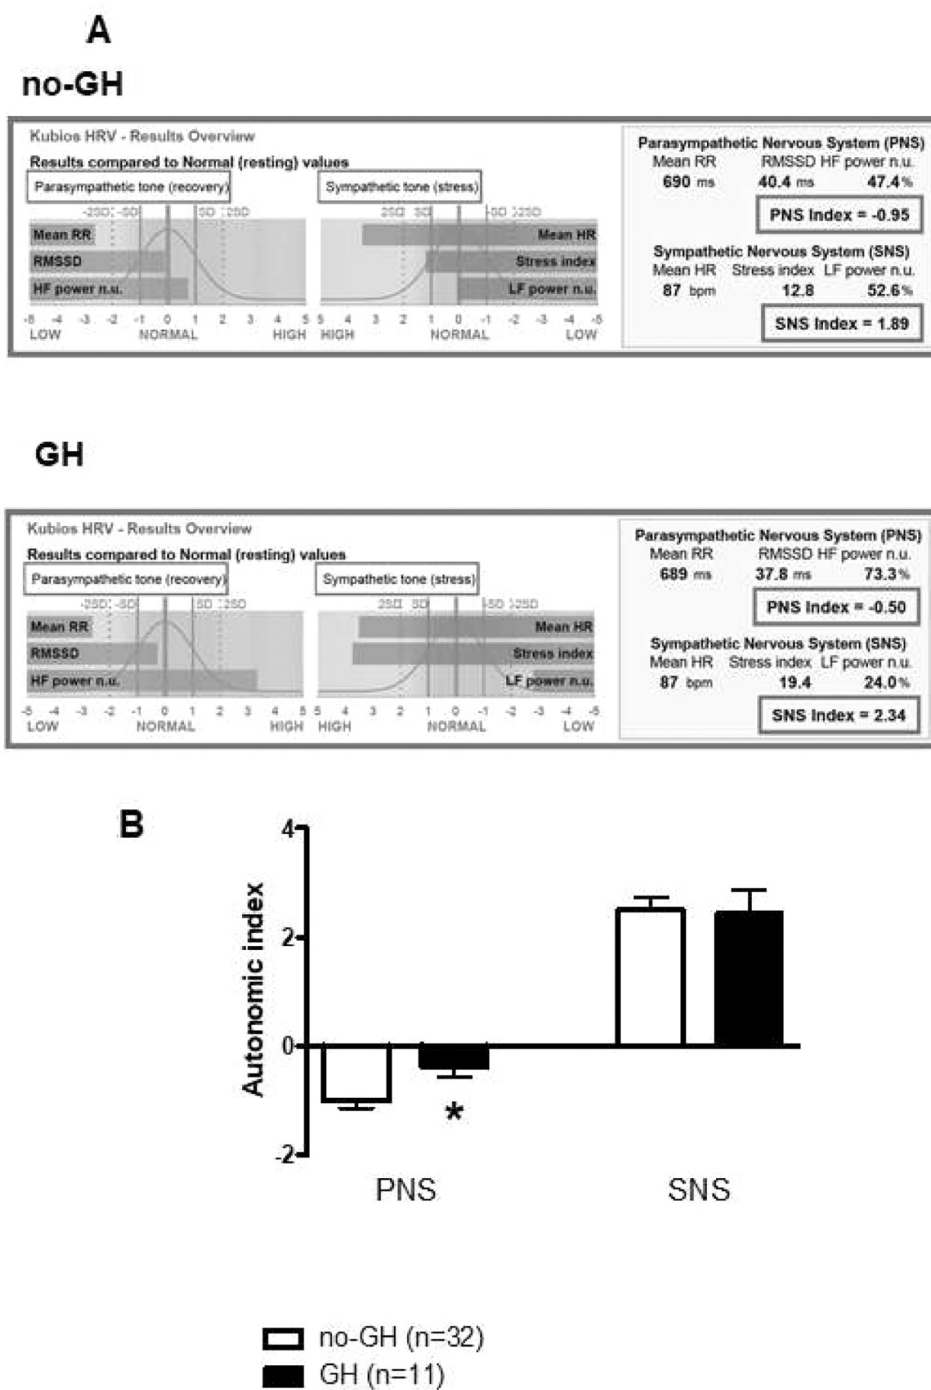 A
no-GH
Kubios HRV - Results Overview
Results compared to Normal (resting) values
Parasympathetic tone (recovery) Sympathetic tone (stress)
-2SD -SD SD 2SD 2SD SD -SD -2SD
Mean RR Mean HR
RMSSD Stress index
HF power n.u. LF power n.u.
-5 -4 -3 -2 -1 0 1 2 3 4 5 5 4 3 2 1 0 -1 -2 -3 -4 -5
LOW NORMAL HIGH HIGH NORMAL LOW
Parasympathetic Nervous System (PNS)
Mean RR RMSSD HF power n.u.
690 ms 40.4 ms 47.4%
PNS Index = -0.95
Sympathetic Nervous System (SNS)
Mean HR Stress index LF power n.u.
87 bpm 12.8 52.6%
SNS Index = 1.89
GH
Kubios HRV - Results Overview
Results compared to Normal (resting) values
Parasympathetic tone (recovery) Sympathetic tone (stress)
-2SD -SD SD 2SD 2SD SD -SD -2SD
Mean RR Mean HR
RMSSD Stress index
HF power n.u. LF power n.u.
-5 -4 -3 -2 -1 0 1 2 3 4 5 5 4 3 2 1 0 -1 -2 -3 -4 -5
LOW NORMAL HIGH HIGH NORMAL LOW
Parasympathetic Nervous System (PNS)
Mean RR RMSSD HF power n.u.
689 ms 37.8 ms 73.3%
PNS Index = -0.50
Sympathetic Nervous System (SNS)
Mean HR Stress index LF power n.u.
87 bpm 19.4 24.0%
SNS Index = 2.34
B
Autonomic index
4
2
0
-2
*
PNS SNS
no-GH (n=32)
GH (n=11)